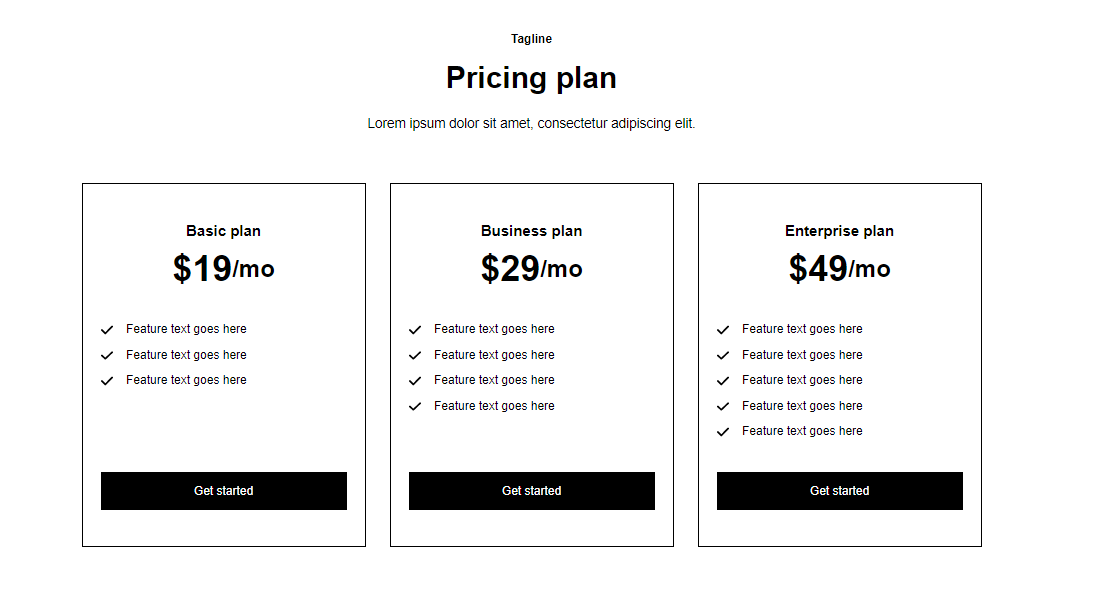 Tagline
Pricing plan
Lorem ipsum dolor sit amet, consectetur adipiscing elit.
Basic plan
$19/mo
Feature text goes here
Feature text goes here
Feature text goes here
Get started
Business plan
$29/mo
Feature text goes here
Feature text goes here
Feature text goes here
Feature text goes here
Get started
Enterprise plan
$49/mo
Feature text goes here
Feature text goes here
Feature text goes here
Feature text goes here
Feature text goes here
Get started